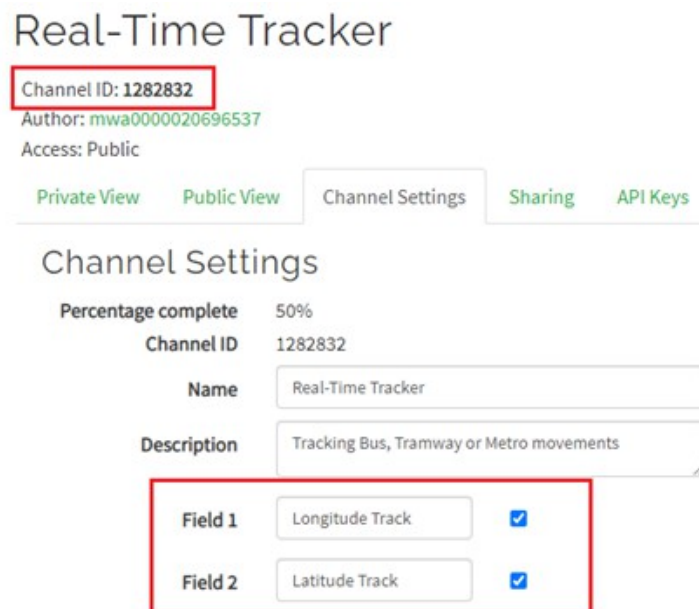 Real-Time Tracker
Channel ID: 1282832
Author: mwa0000020696537
Access: Public
Private View Public View Channel Settings Sharing API Keys
Channel Settings
Percentage complete 50%
Channel ID 1282832
Name Real-Time Tracker
Description Tracking Bus, Tramway or Metro movements
Field 1 Longitude Track
Field 2 Latitude Track